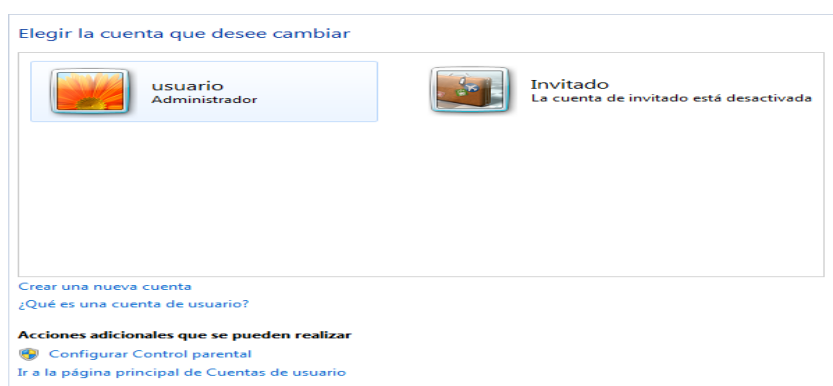 Elegir la cuenta que desee cambiar
usuario
Administrador
Invitado
La cuenta de invitado está desactivada
Crear una nueva cuenta
¿Qué es una cuenta de usuario?
Acciones adicionales que se pueden realizar
Configurar Control parental
Ir a la página principal de Cuentas de usuario